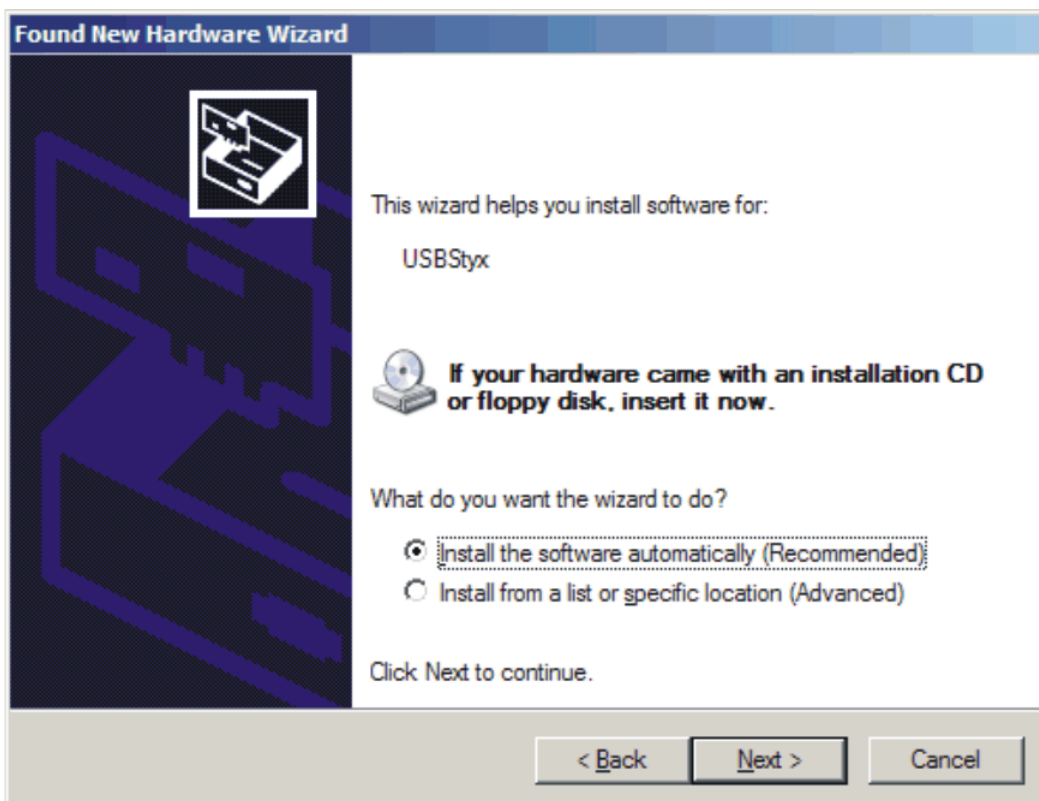 Found New Hardware Wizard
This wizard helps you install software for:
USBStyx
If your hardware came with an installation CD
or floppy disk, insert it now.
What do you want the wizard to do?
Install the software automatically (Recommended)
Install from a list or specific location (Advanced)
Click Next to continue.
< Back
Next >
Cancel